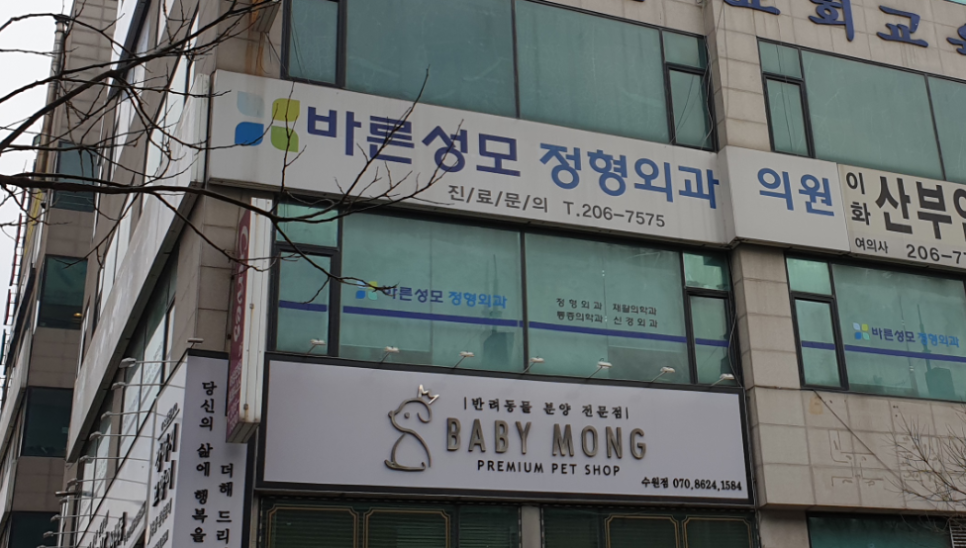 교회교육
바른성모 정형외과 의원
진/료/문/의 T.206-7575
이화 산부인
여의사 206-7
바른성모 정형외과
정형외과 재활의학과
통증의학과 신경외과
바른성모 정형외과
|반려동물 분양 전문점|
BABY MONG
PREMIUM PET SHOP
수원점 070.8624.1584
당신의 삶에 행복을
더해 드리